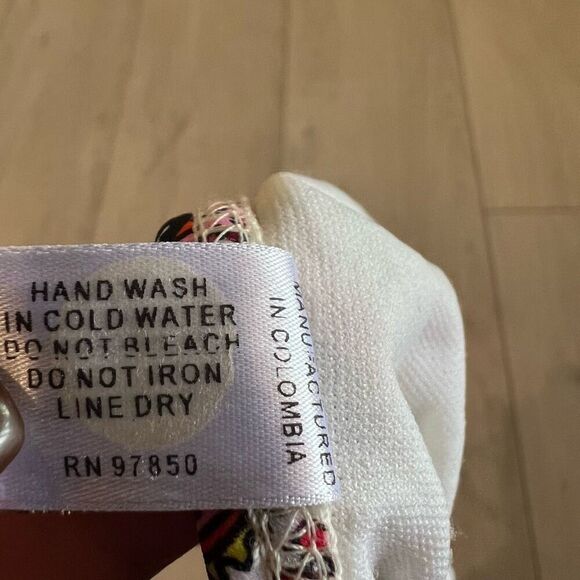 HAND WASH
IN COLD WATER
DO NOT BLEACH
DO NOT IRON
LINE DRY
RN 97850
MANUFACTURED
IN COLOMBIA